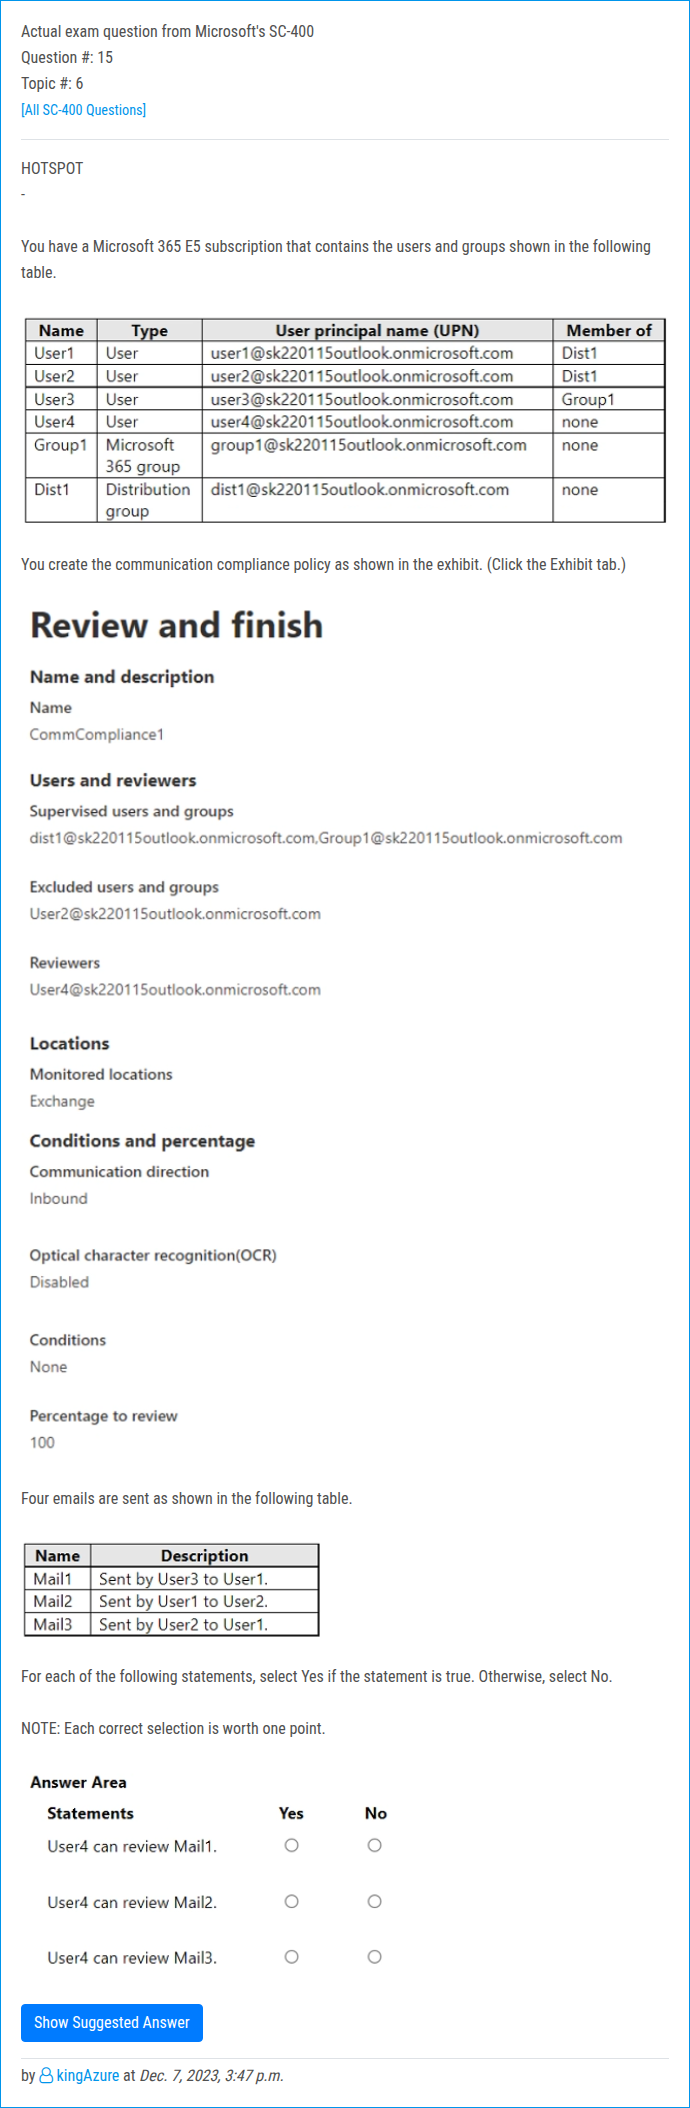 Actual exam question from Microsoft's SC-400
Question #: 15
Topic #: 6
[All SC-400 Questions]
HOTSPOT
-
You have a Microsoft 365 E5 subscription that contains the users and groups shown in the following
table.
Name Type User principal name (UPN) Member of
User1 User user1@sk220115outlook.onmicrosoft.com Dist1
User2 User user2@sk220115outlook.onmicrosoft.com Dist1
User3 User user3@sk220115outlook.onmicrosoft.com Group1
User4 User user4@sk220115outlook.onmicrosoft.com none
Group1 Microsoft group1@sk220115outlook.onmicrosoft.com none
365 group
Dist1 Distribution dist1@sk220115outlook.onmicrosoft.com none
group
You create the communication compliance policy as shown in the exhibit. (Click the Exhibit tab.)
Review and finish
Name and description
Name
CommCompliance1
Users and reviewers
Supervised users and groups
dist1@sk220115outlook.onmicrosoft.com,Group1@sk220115outlook.onmicrosoft.com
Excluded users and groups
User2@sk220115outlook.onmicrosoft.com
Reviewers
User4@sk220115outlook.onmicrosoft.com
Locations
Monitored locations
Exchange
Conditions and percentage
Communication direction
Inbound
Optical character recognition(OCR)
Disabled
Conditions
None
Percentage to review
100
Four emails are sent as shown in the following table.
Name Description
Mail1 Sent by User3 to User1.
Mail2 Sent by User1 to User2.
Mail3 Sent by User2 to User1.
For each of the following statements, select Yes if the statement is true. Otherwise, select No.
NOTE: Each correct selection is worth one point.
Answer Area
Statements Yes No
User4 can review Mail1.
User4 can review Mail2.
User4 can review Mail3.
Show Suggested Answer
by kingAzure at Dec. 7, 2023, 3:47 p.m.